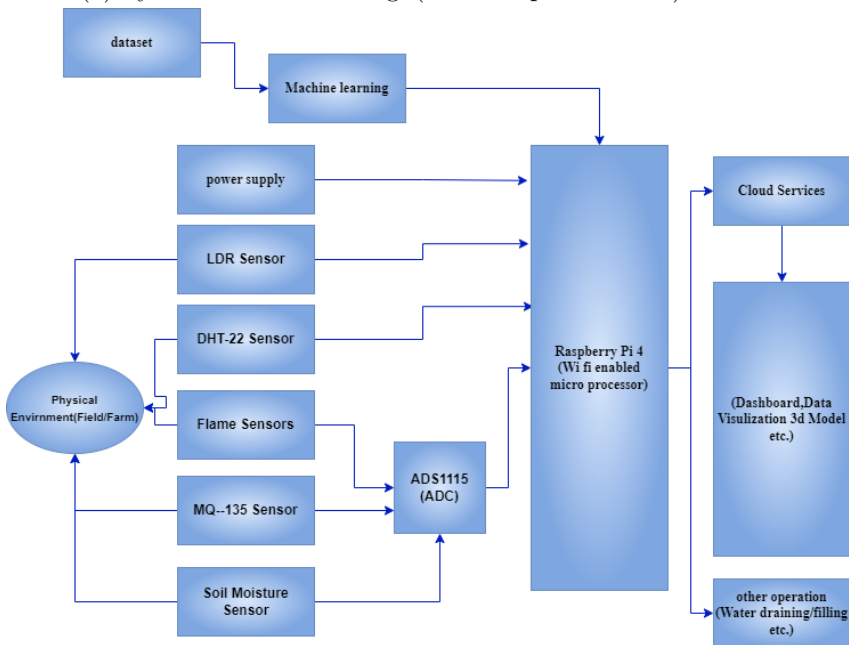 dataset
Machine learning
power supply
Cloud Services
LDR Sensor
DHT-22 Sensor
Raspberry Pi 4
(Wi fi enabled
micro processor)
Physical
Envirnment(Field/Farm)
Flame Sensors
(Dashboard,Data
Visulization 3d Model
etc.)
ADS1115
(ADC)
MQ--135 Sensor
Soil Moisture
Sensor
other operation
(Water draining/filling
etc.)